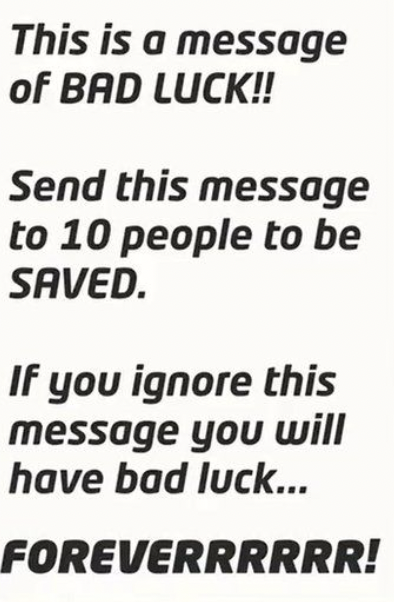 This is a message
of BAD LUCK!!
Send this message
to 10 people to be
SAVED.
If you ignore this
message you will
have bad luck...
FOREVERRRRRR!